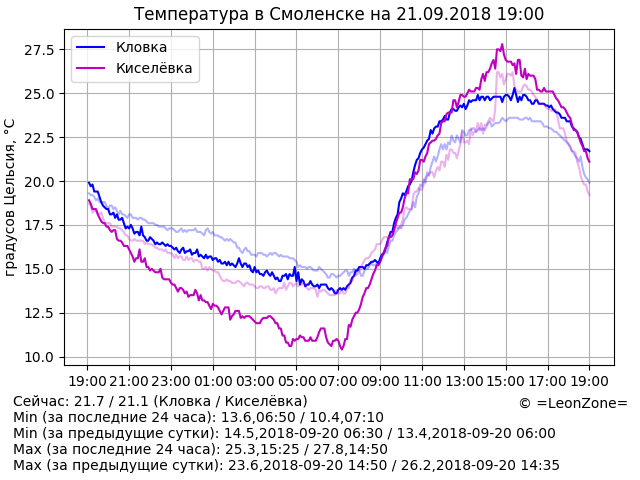 Температура в Смоленске на 21.09.2018 19:00
Кловка
Киселёвка
градусов Цельсия, °C
27.5
25.0
22.5
20.0
17.5
15.0
12.5
10.0
19:00 21:00 23:00 01:00 03:00 05:00 07:00 09:00 11:00 13:00 15:00 17:00 19:00
Сейчас: 21.7 / 21.1 (Кловка / Киселёвка)
© =LeonZone=
Min (за последние 24 часа): 13.6,06:50 / 10.4,07:10
Min (за предыдущие сутки): 14.5,2018-09-20 06:30 / 13.4,2018-09-20 06:00
Max (за последние 24 часа): 25.3,15:25 / 27.8,14:50
Max (за предыдущие сутки): 23.6,2018-09-20 14:50 / 26.2,2018-09-20 14:35